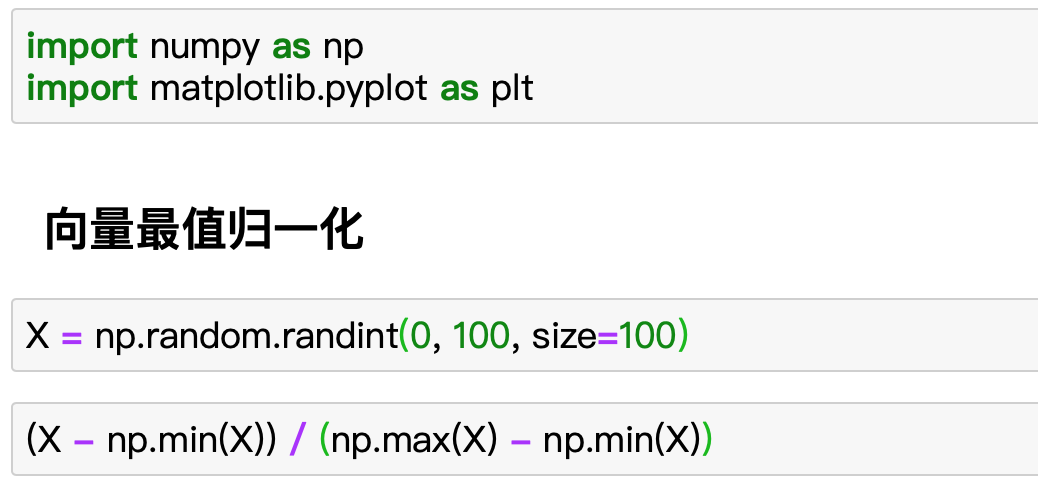 import numpy as np
import matplotlib.pyplot as plt
向量最值归一化
X = np.random.randint(0, 100, size=100)
(X - np.min(X)) / (np.max(X) - np.min(X))